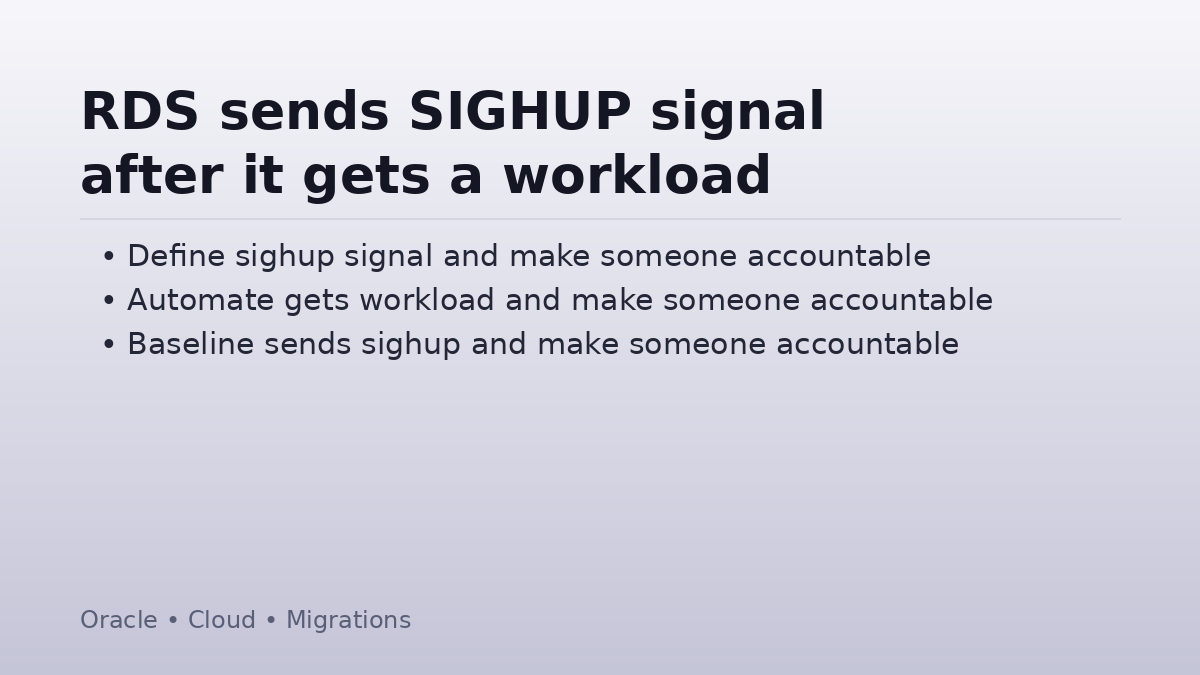 RDS sends SIGHUP signal
after it gets a workload
• Define sighup signal and make someone accountable
• Automate gets workload and make someone accountable
• Baseline sends sighup and make someone accountable
Oracle • Cloud • Migrations